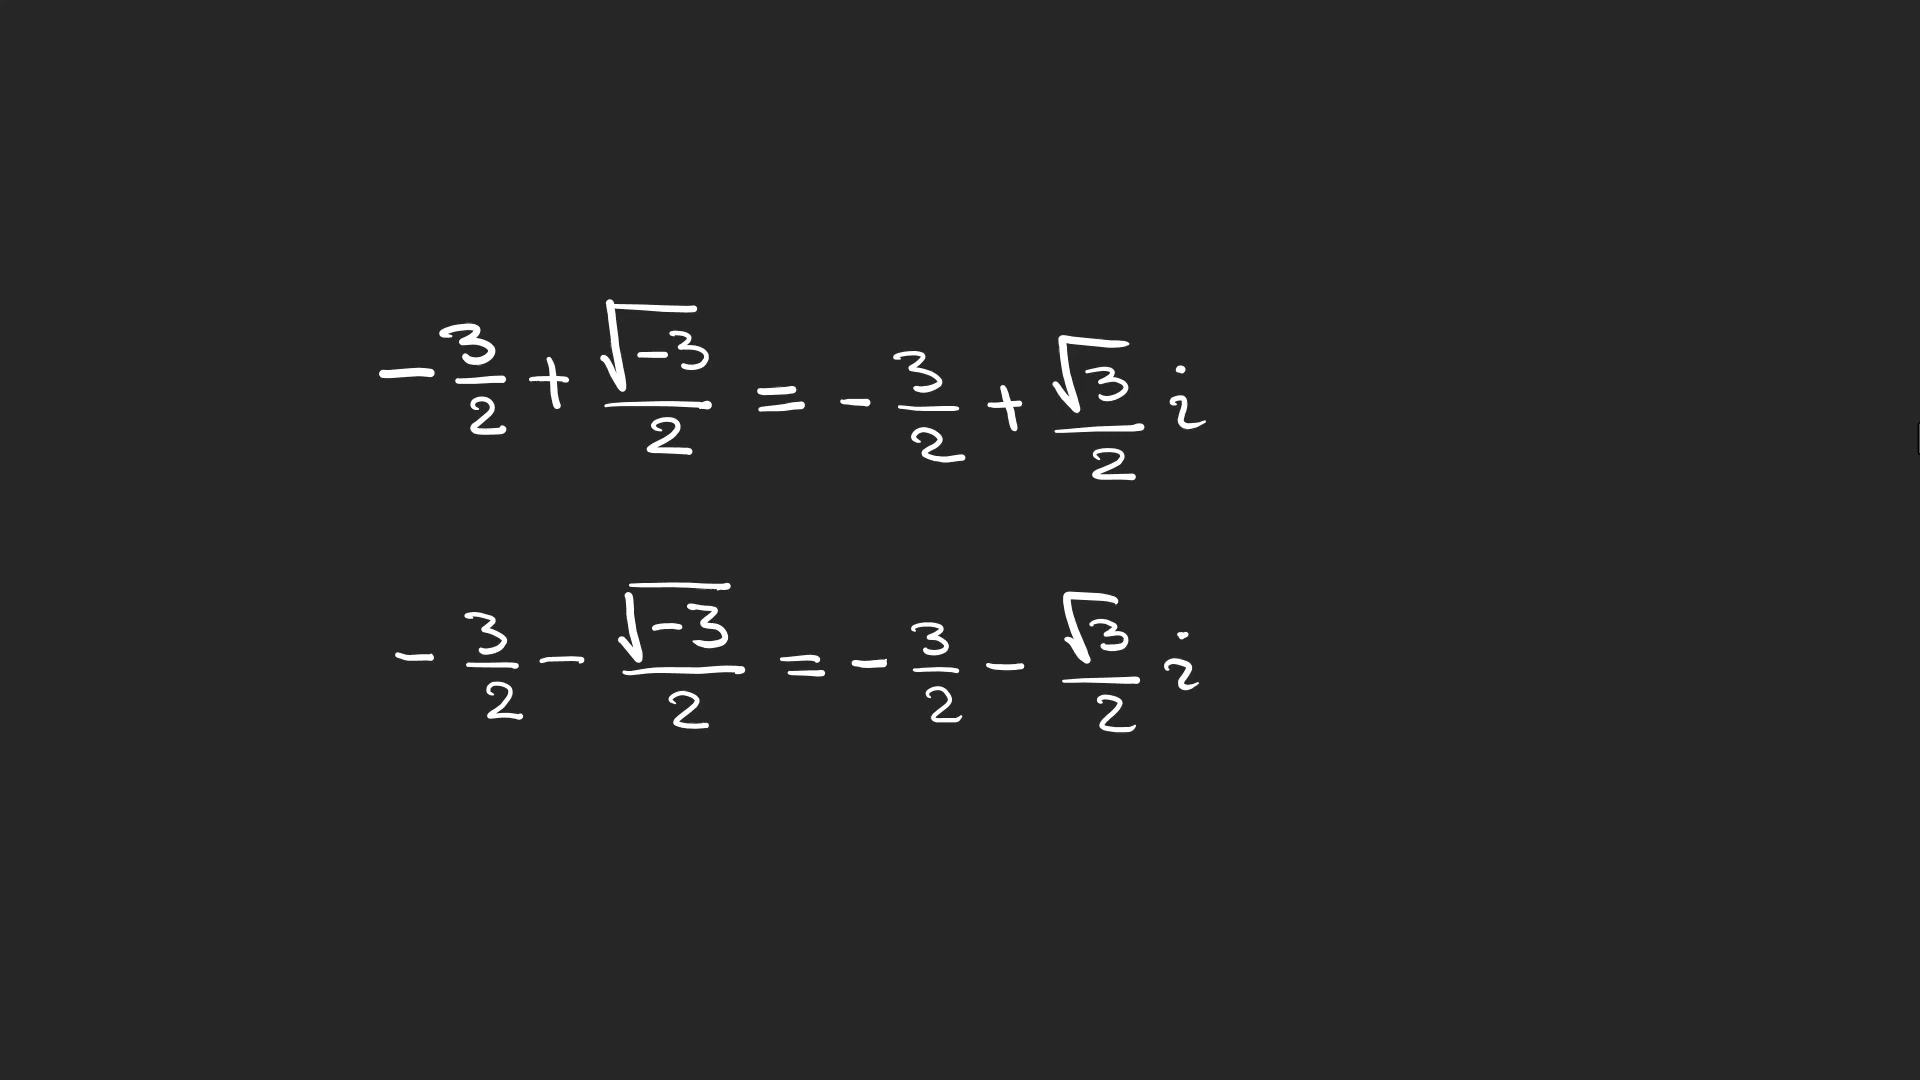 -3/2 + √-3/2 = -3/2 + √3/2 i
-3/2 - √-3/2 = -3/2 - √3/2 i